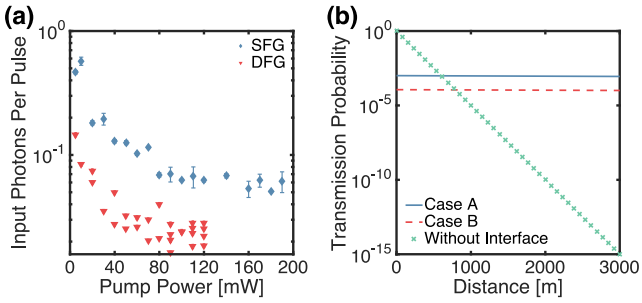 (a)
Input Photons Per Pulse
10^0
10^-1
SFG
DFG
0 40 80 120 160 200
Pump Power [mW]
(b)
Transmission Probability
10^0
10^-5
10^-10
10^-15
Case A
Case B
Without Interface
0 1000 2000 3000
Distance [m]